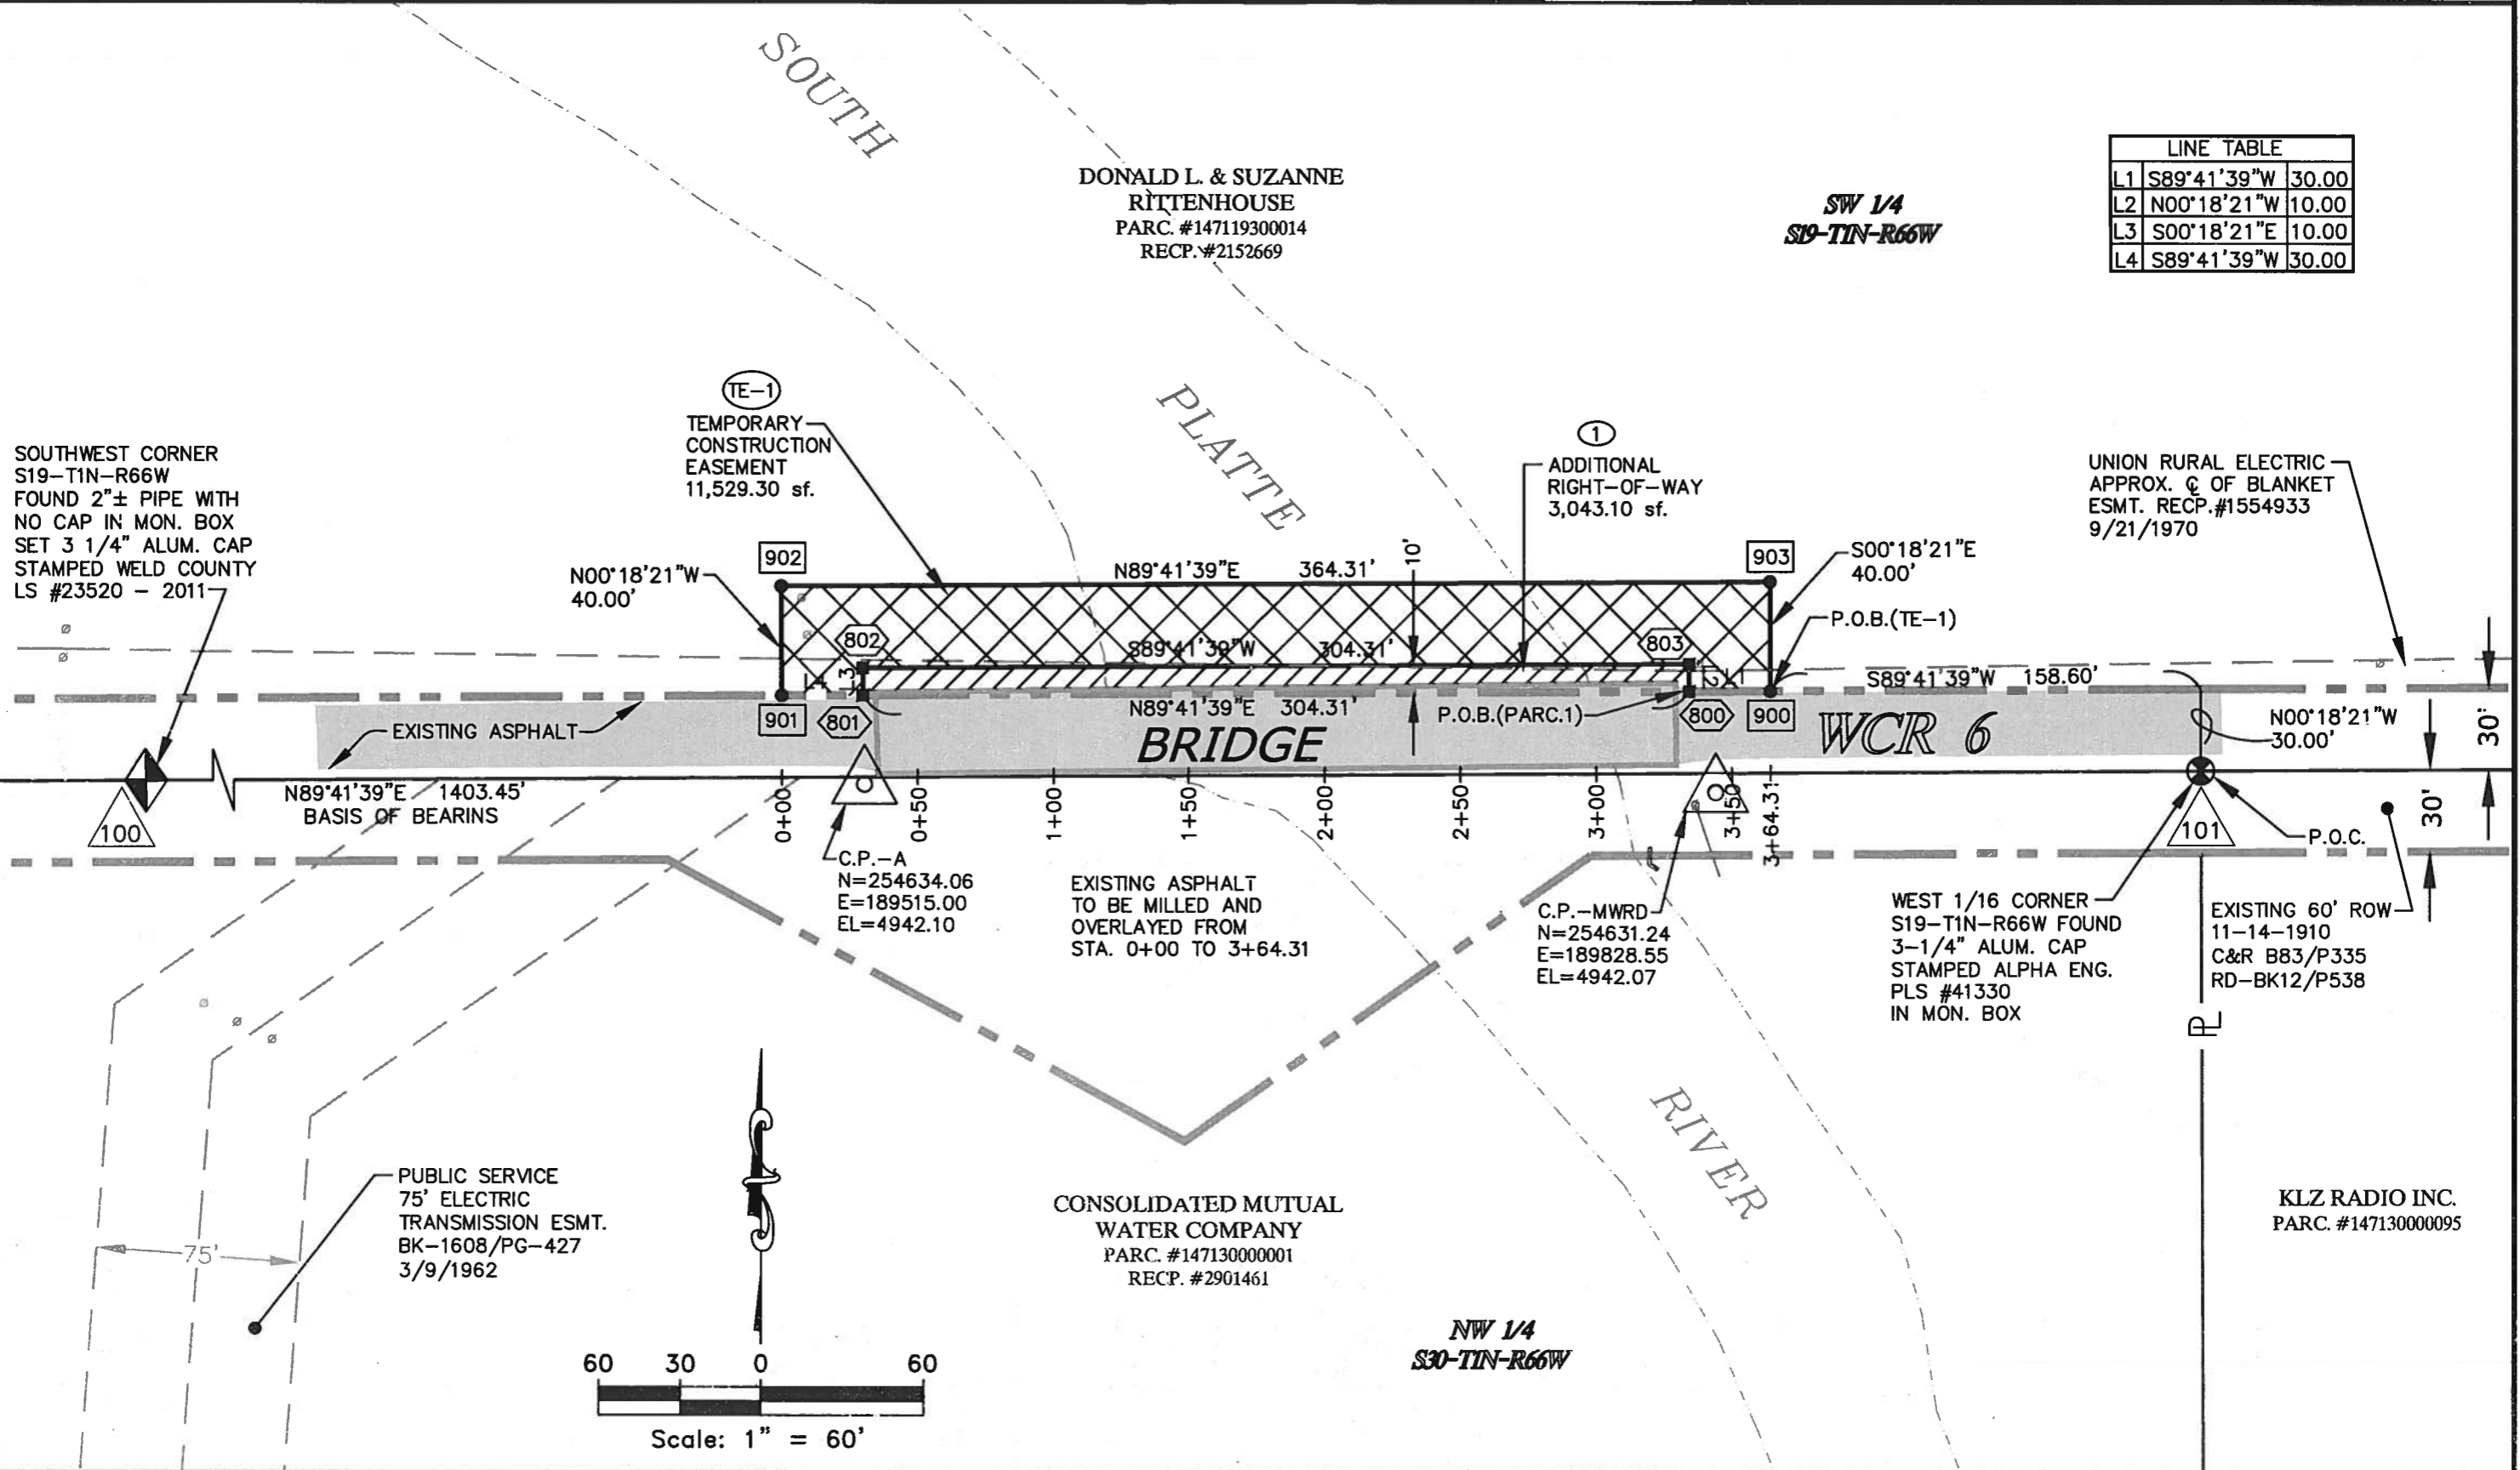 SOUTH
PLATTE
RIVER
DONALD L. & SUZANNE
RITTENHOUSE
PARC. #147119300014
RECP. #2152669
SW 1/4
S19-T1N-R66W
LINE TABLE
L1 S89°41'39"W 30.00
L2 N00°18'21"W 10.00
L3 S00°18'21"E 10.00
L4 S89°41'39"W 30.00
TE-1
TEMPORARY
CONSTRUCTION
EASEMENT
11,529.30 sf.
1
ADDITIONAL
RIGHT-OF-WAY
3,043.10 sf.
UNION RURAL ELECTRIC
APPROX. ℄ OF BLANKET
ESMT. RECP.#1554933
9/21/1970
SOUTHWEST CORNER
S19-T1N-R66W
FOUND 2"± PIPE WITH
NO CAP IN MON. BOX
SET 3 1/4" ALUM. CAP
STAMPED WELD COUNTY
LS #23520 - 2011
N00°18'21"W
40.00'
902
N89°41'39"E 364.31'
10'
903
S00°18'21"E
40.00'
P.O.B.(TE-1)
802
S89°41'39"W 304.31'
803
L4
L3
L2
L1
S89°41'39"W 158.60'
901
801
N89°41'39"E 304.31'
P.O.B.(PARC.1)
800
900
EXISTING ASPHALT
BRIDGE
WCR 6
N00°18'21"W
30.00'
30'
30'
N89°41'39"E 1403.45'
BASIS OF BEARINS
100
0+00
0+50
1+00
1+50
2+00
2+50
3+00
3+50
3+64.31
101
P.O.C.
C.P.-A
N=254634.06
E=189515.00
EL=4942.10
EXISTING ASPHALT
TO BE MILLED AND
OVERLAYED FROM
STA. 0+00 TO 3+64.31
C.P.-MWRD
N=254631.24
E=189828.55
EL=4942.07
WEST 1/16 CORNER
S19-T1N-R66W FOUND
3-1/4" ALUM. CAP
STAMPED ALPHA ENG.
PLS #41330
IN MON. BOX
EXISTING 60' ROW
11-14-1910
C&R B83/P335
RD-BK12/P538
PL
PUBLIC SERVICE
75' ELECTRIC
TRANSMISSION ESMT.
BK-1608/PG-427
3/9/1962
75'
CONSOLIDATED MUTUAL
WATER COMPANY
PARC. #147130000001
RECP. #2901461
KLZ RADIO INC.
PARC. #147130000095
NW 1/4
S30-T1N-R66W
60 30 0 60
Scale: 1" = 60'